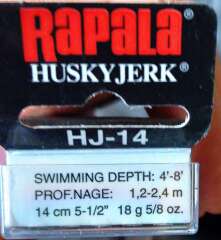 Rapala®
HUSKYJERK®
HJ-14
SWIMMING DEPTH: 4'-8'
PROF.NAGE: 1,2-2,4 m
14 cm 5-1/2" 18 g 5/8 oz.